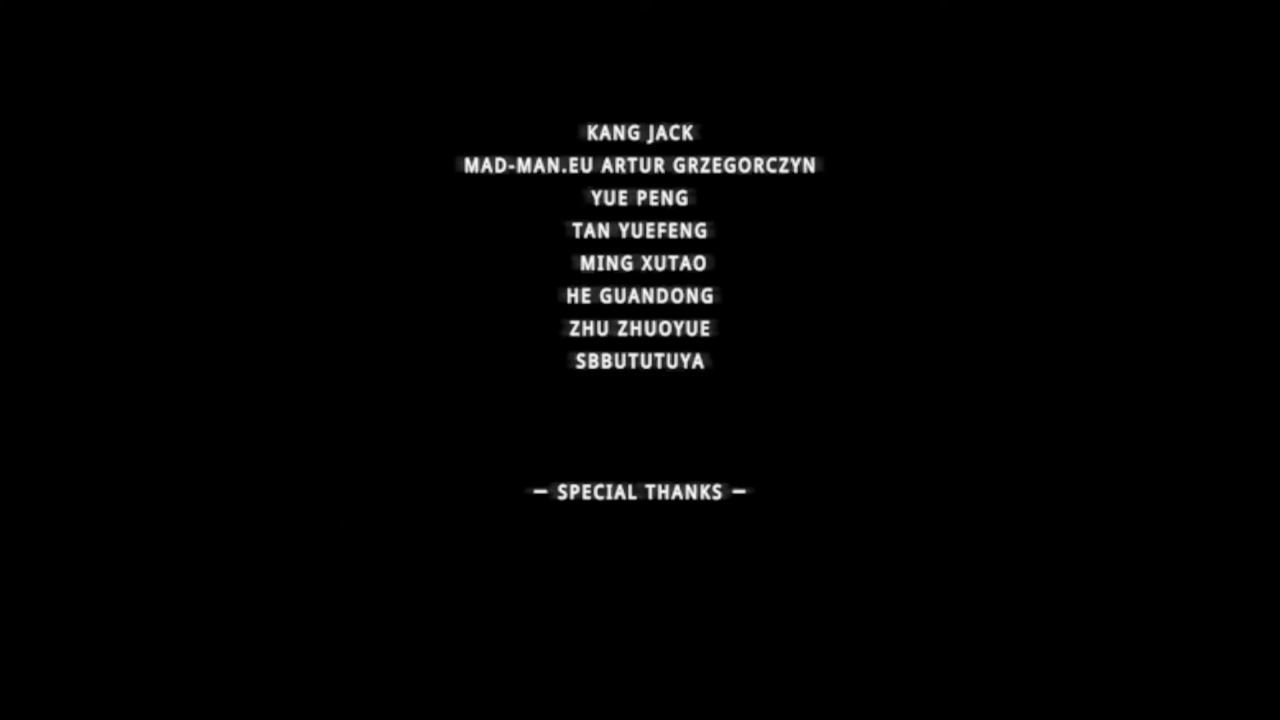 KANG JACK
MAD-MAN.EU ARTUR GRZEGORCZYN
YUE PENG
TAN YUEFENG
MING XUTAO
HE GUANDONG
ZHU ZHUOYUE
SBBUTUTUYA
— SPECIAL THANKS —